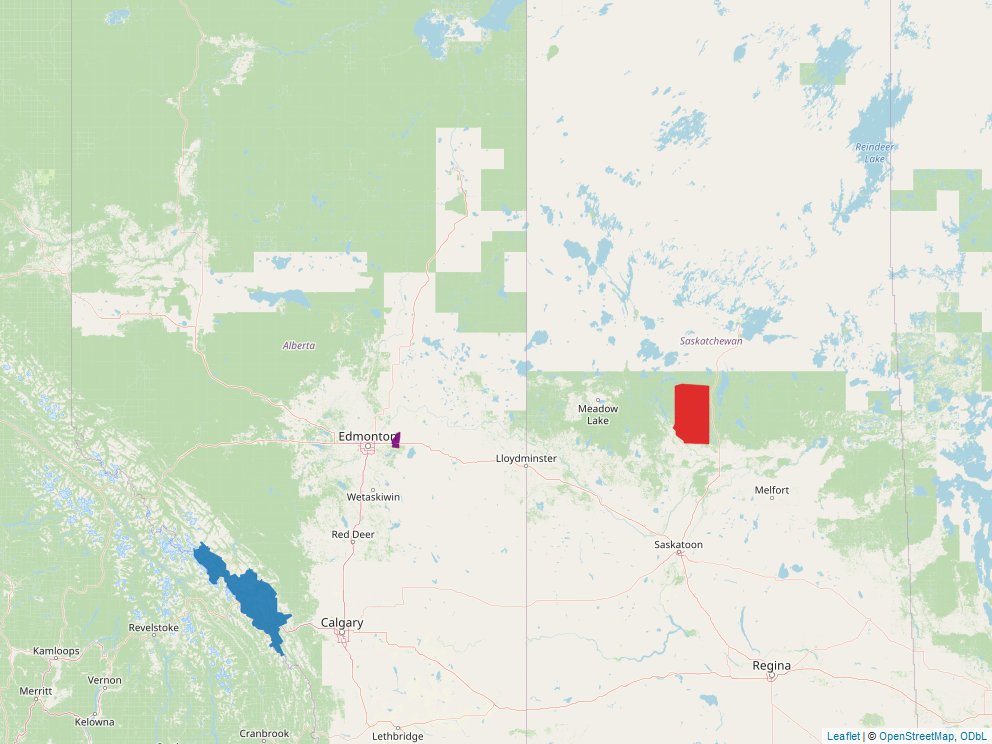 Reindeer
Lake
Alberta
Saskatchewan
Meadow
Lake
Edmonton
Lloydminster
Wetaskiwin
Melfort
Red Deer
Saskatoon
Calgary
Revelstoke
Kamloops
Regina
Vernon
Merritt
Kelowna
Cranbrook
Lethbridge
Leaflet | © OpenStreetMap, ODbL